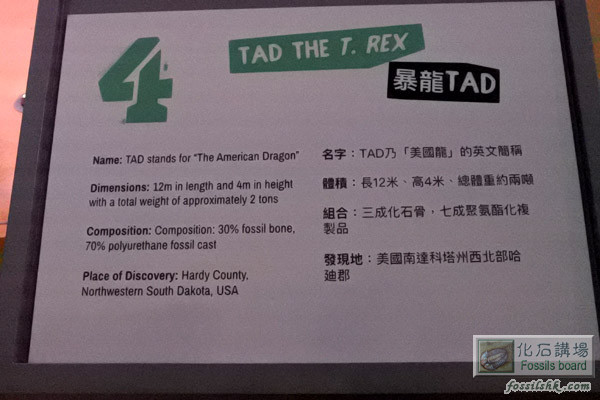 4
TAD THE T. REX
暴龍TAD
Name: TAD stands for "The American Dragon"
Dimensions: 12m in length and 4m in height
with a total weight of approximately 2 tons
Composition: Composition: 30% fossil bone,
70% polyurethane fossil cast
Place of Discovery: Hardy County,
Northwestern South Dakota, USA
名字：TAD乃「美國龍」的英文簡稱
體積：長12米、高4米、總體重約兩噸
組合：三成化石骨，七成聚氨酯化複
製品
發現地：美國南達科塔州西北部哈
迪郡
化石講場
Fossils board
fossilshk.com